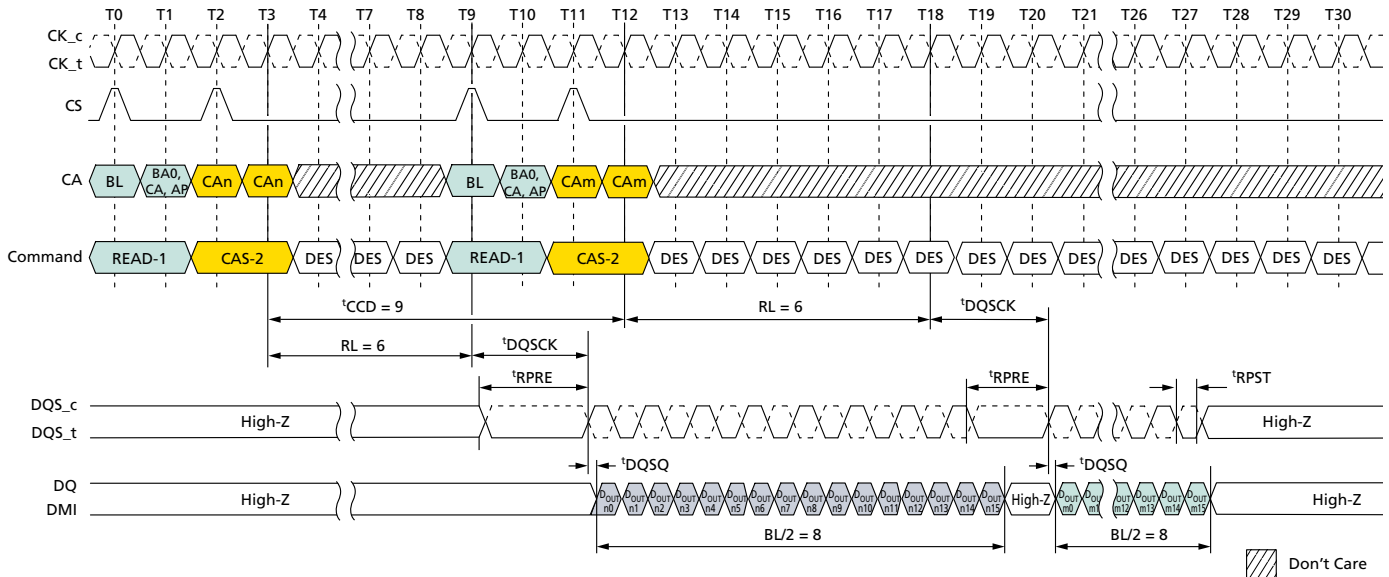 T0 T1 T2 T3 T4 T7 T8 T9 T10 T11 T12 T13 T14 T15 T16 T17 T18 T19 T20 T21 T26 T27 T28 T29 T30
CK_c
CK_t
CS
CA BL BA0, CA, AP CAn CAn BL BA0, CA, AP CAm CAm
Command READ-1 CAS-2 DES DES DES READ-1 CAS-2 DES DES DES DES DES DES DES DES DES DES DES DES DES DES
tCCD = 9 RL = 6 tDQSCK
RL = 6 tDQSCK
tRPRE tRPRE tRPST
DQS_c
DQS_t
High-Z High-Z
tDQSQ tDQSQ
DQ
DMI
High-Z DOUT n0 DOUT n1 DOUT n2 DOUT n3 DOUT n4 DOUT n5 DOUT n6 DOUT n7 DOUT n8 DOUT n9 DOUT n10 DOUT n11 DOUT n12 DOUT n13 DOUT n14 DOUT n15 High-Z DOUT m0 DOUT m1 DOUT m12 DOUT m13 DOUT m14 DOUT m15 High-Z
BL/2 = 8 BL/2 = 8
Don't Care